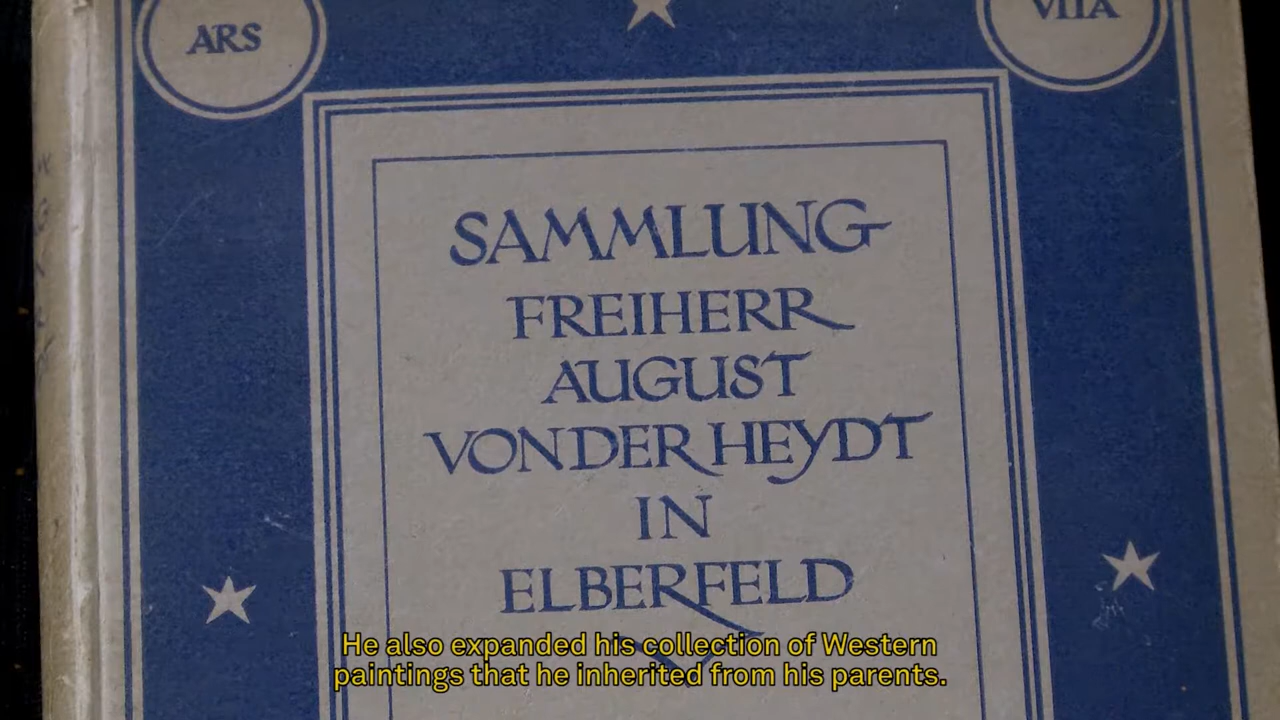 ARS
VITA
SAMMLUNG
FREIHERR
AUGUST
VONDER HEYDT
IN
ELBERFELD
He also expanded his collection of Western
paintings that he inherited from his parents.